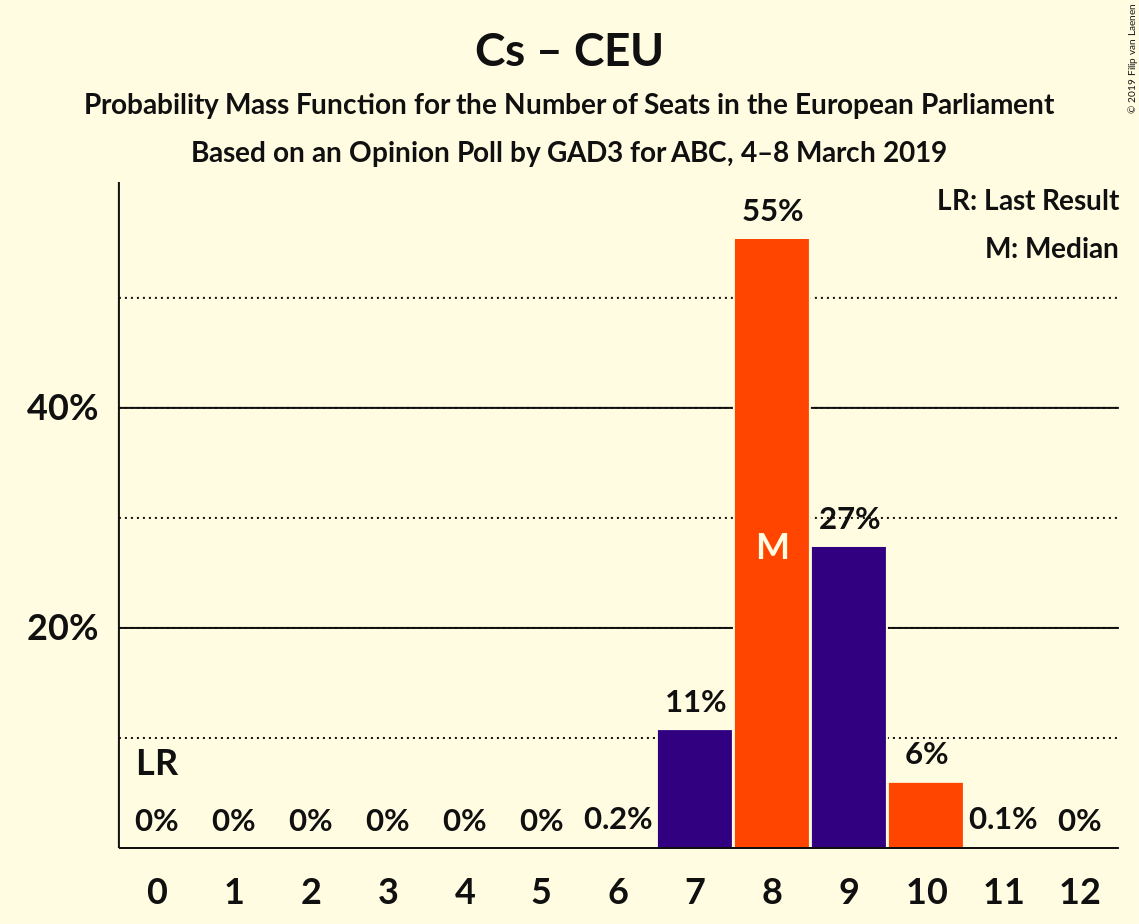 Cs – CEU
Probability Mass Function for the Number of Seats in the European Parliament
Based on an Opinion Poll by GAD3 for ABC, 4–8 March 2019
© 2019 Filip van Laenen
LR: Last Result
M: Median
55%
40%
27%
M
20%
11%
6%
LR
0% 0% 0% 0% 0% 0% 0.2% 0.1% 0%
0 1 2 3 4 5 6 7 8 9 10 11 12